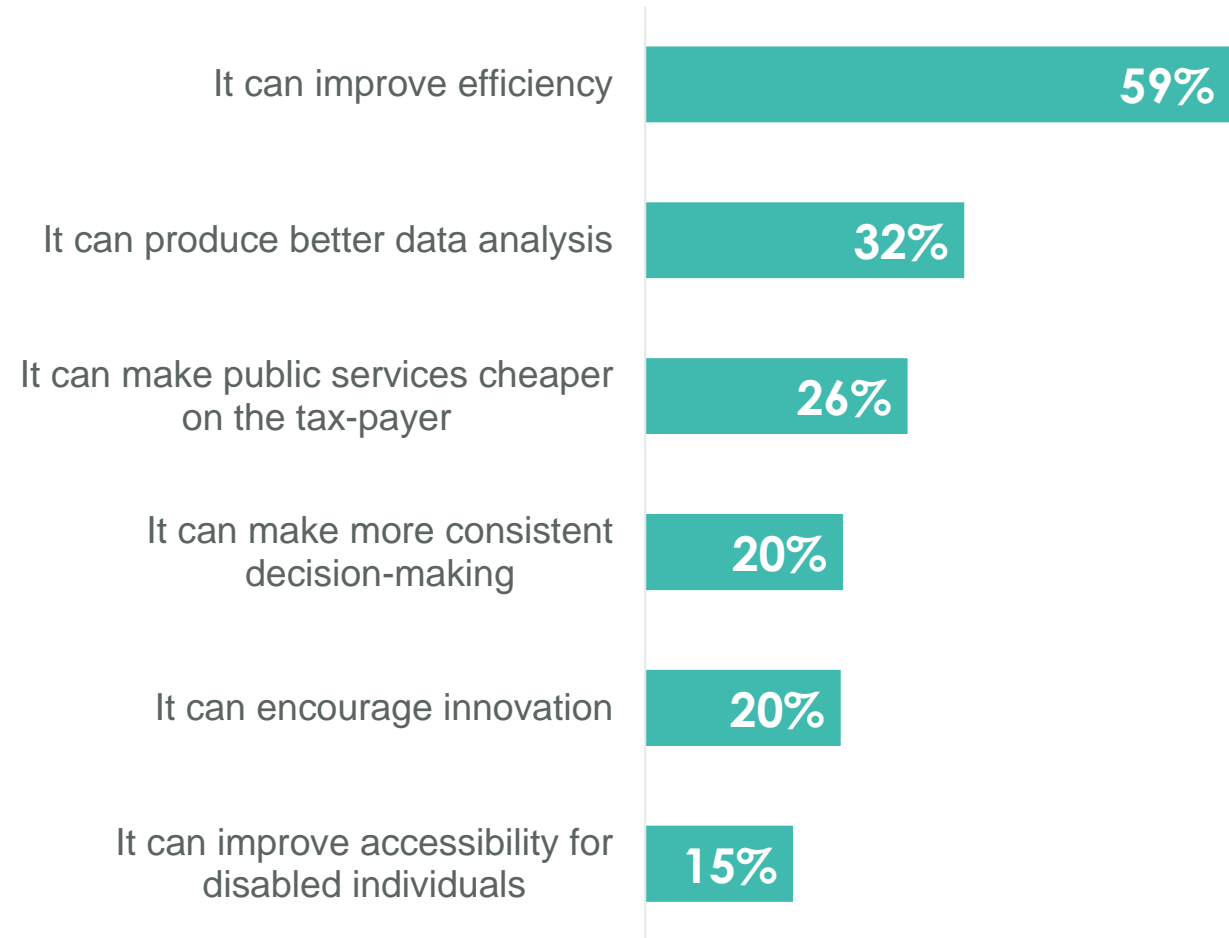 It can improve efficiency
59%
It can produce better data analysis
32%
It can make public services cheaper
on the tax-payer
26%
It can make more consistent
decision-making
20%
It can encourage innovation
20%
It can improve accessibility for
disabled individuals
15%